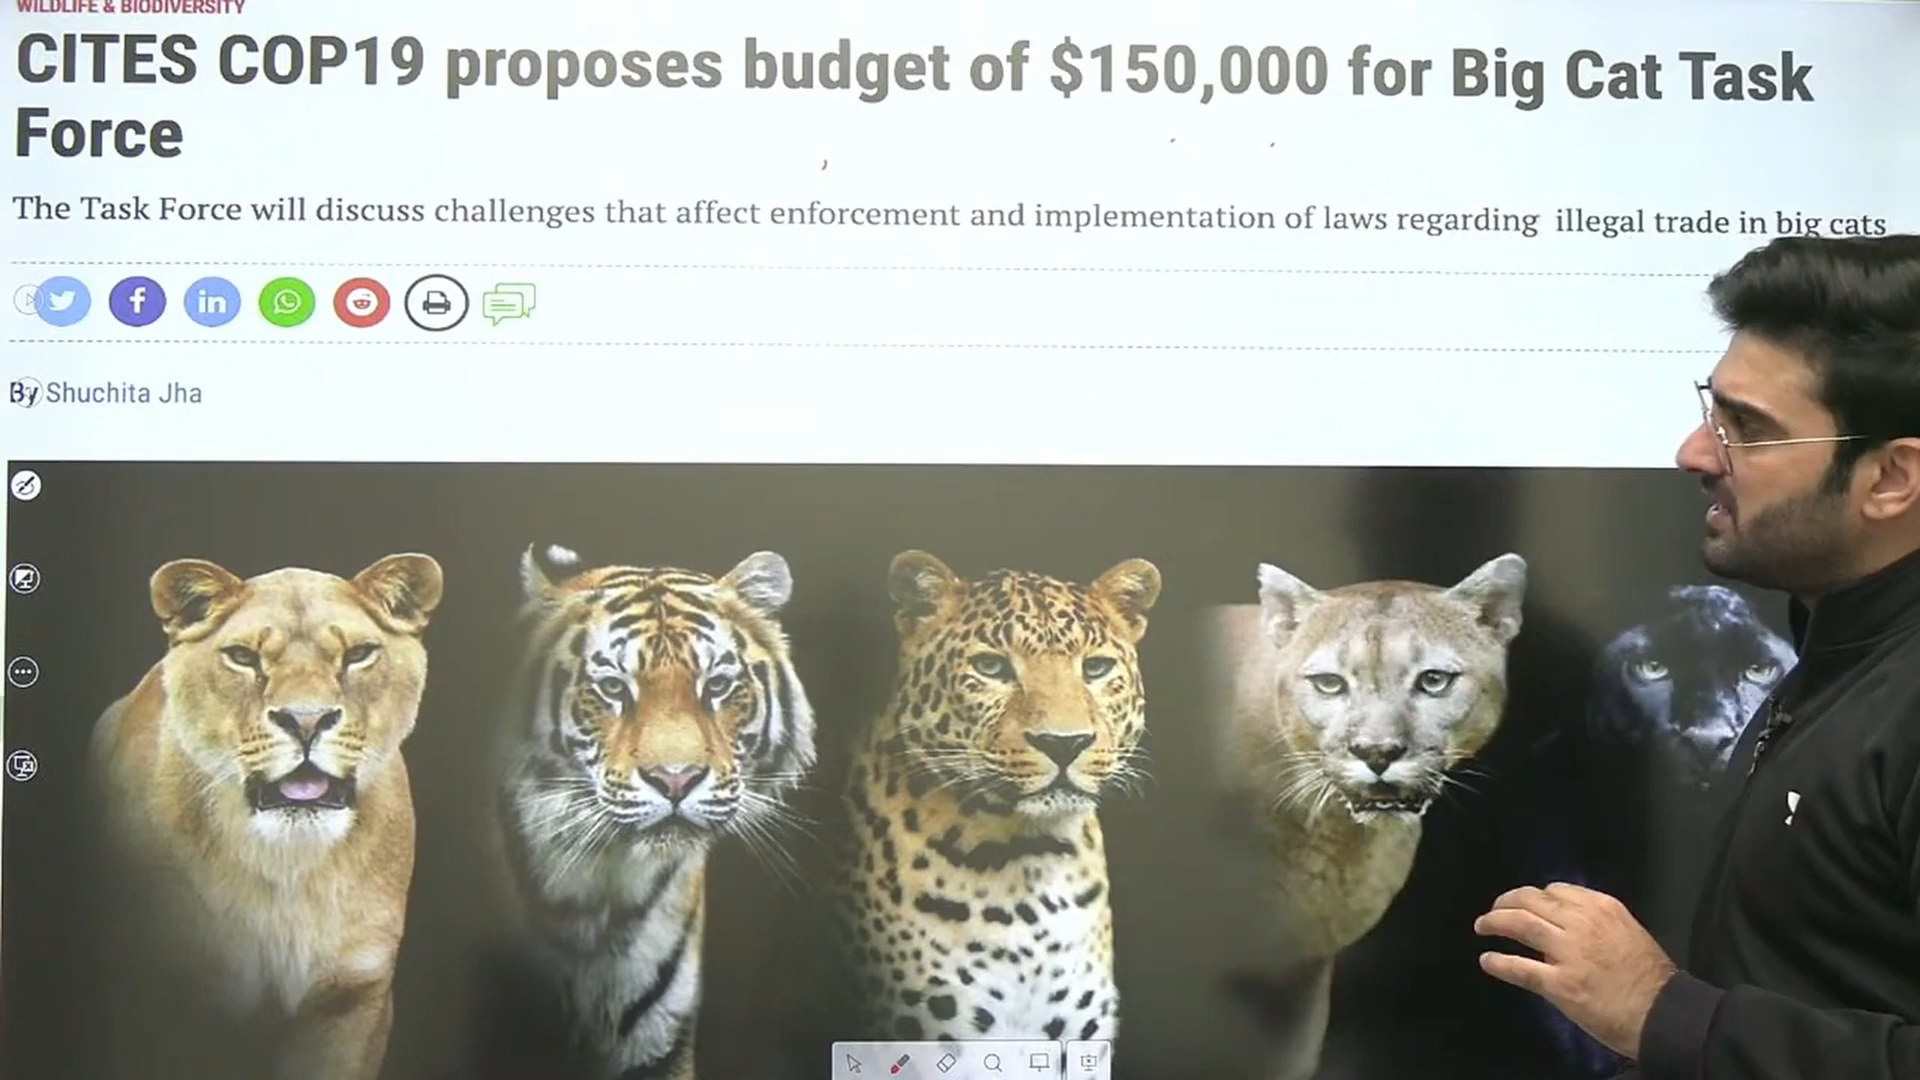 WILDLIFE & BIODIVERSITY
CITES COP19 proposes budget of $150,000 for Big Cat Task
Force
The Task Force will discuss challenges that affect enforcement and implementation of laws regarding illegal trade in big cats
By Shuchita Jha